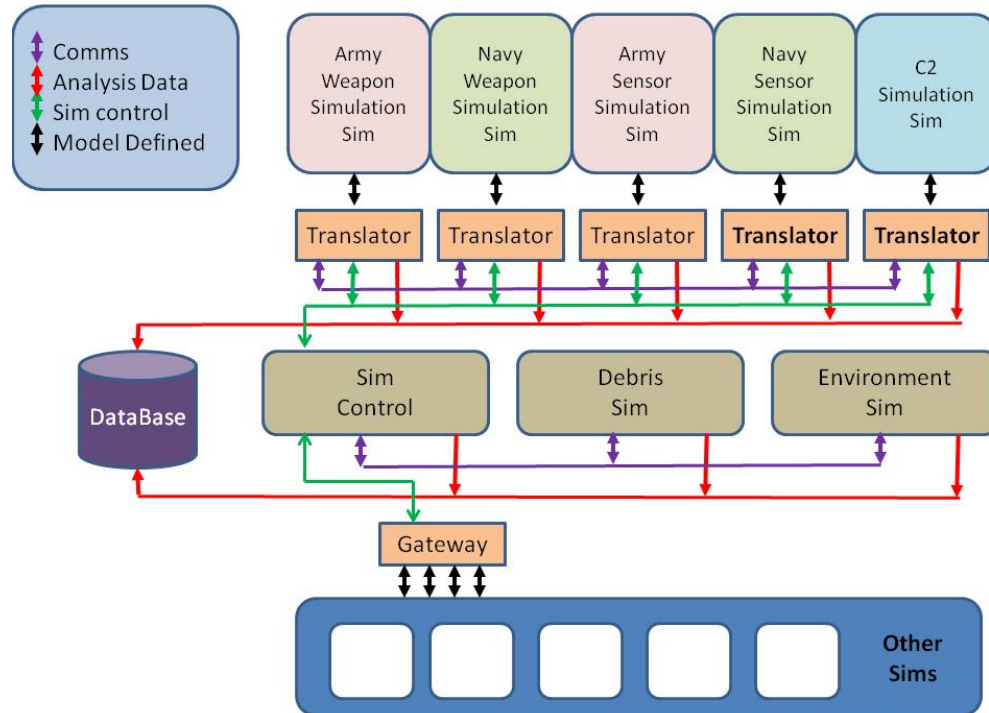 Comms
Analysis Data
Sim control
Model Defined
Army
Weapon
Simulation
Sim
Navy
Weapon
Simulation
Sim
Army
Sensor
Simulation
Sim
Navy
Sensor
Simulation
Sim
C2
Simulation
Sim
Translator
Translator
Translator
Translator
Translator
DataBase
Sim
Control
Debris
Sim
Environment
Sim
Gateway
Other
Sims